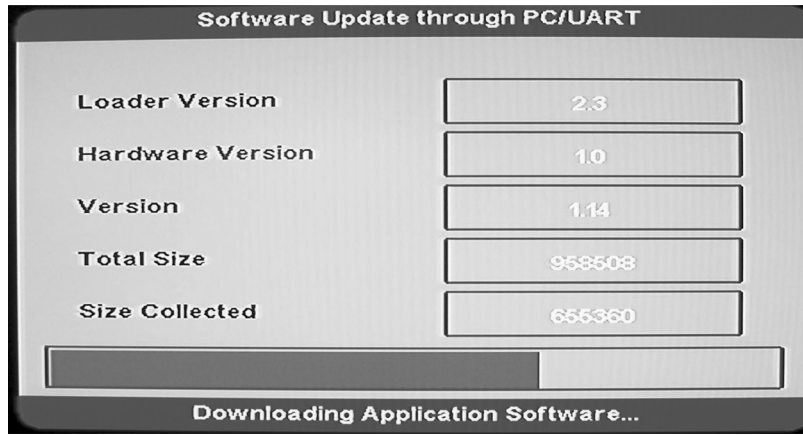 Software Update through PC/UART
Loader Version 2.3
Hardware Version 1.0
Version 1.14
Total Size 958508
Size Collected 655360
Downloading Application Software...